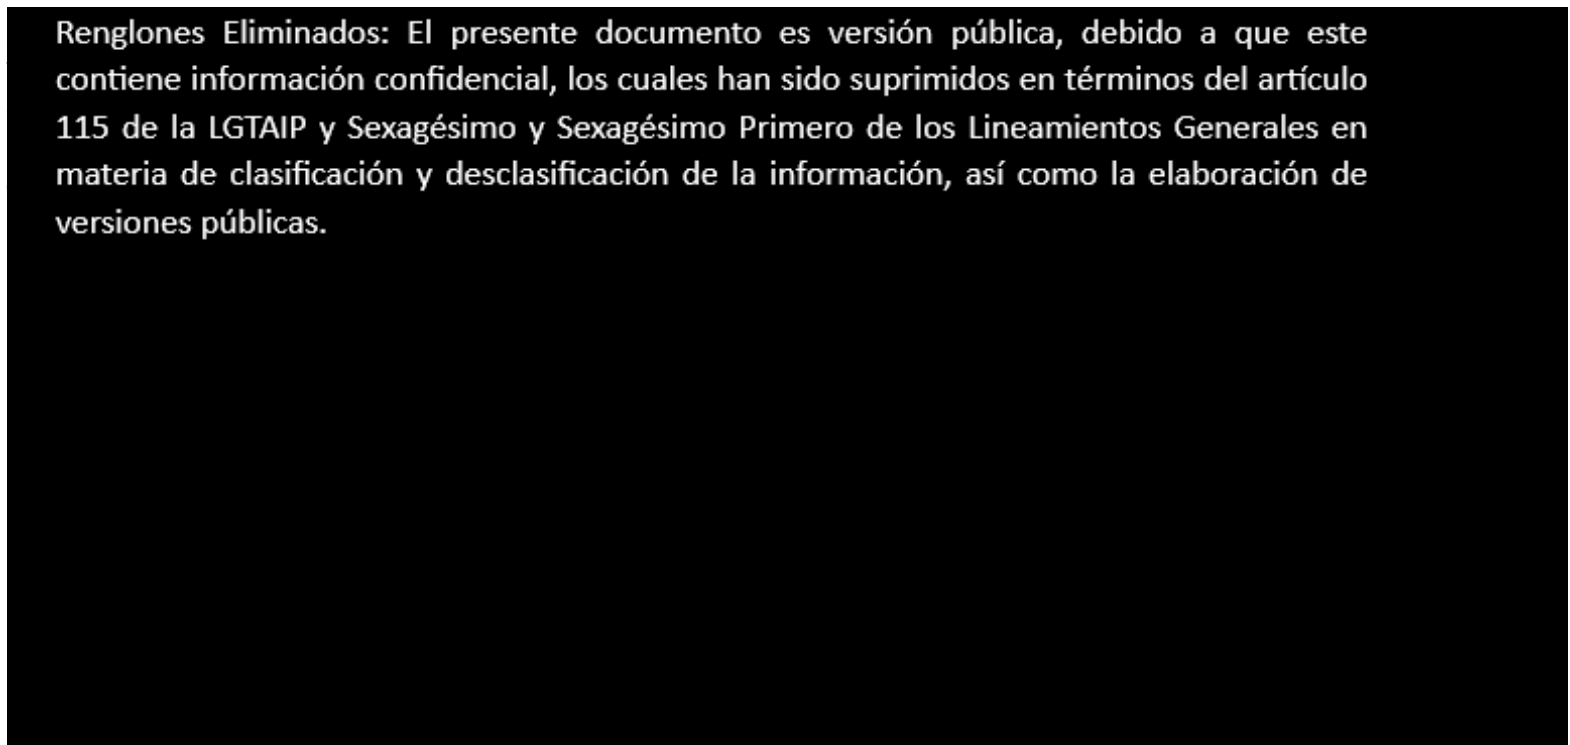 Renglones Eliminados: El presente documento es versión pública, debido a que este
contiene información confidencial, los cuales han sido suprimidos en términos del artículo
115 de la LGTAIP y Sexagésimo y Sexagésimo Primero de los Lineamientos Generales en
materia de clasificación y desclasificación de la información, así como la elaboración de
versiones públicas.